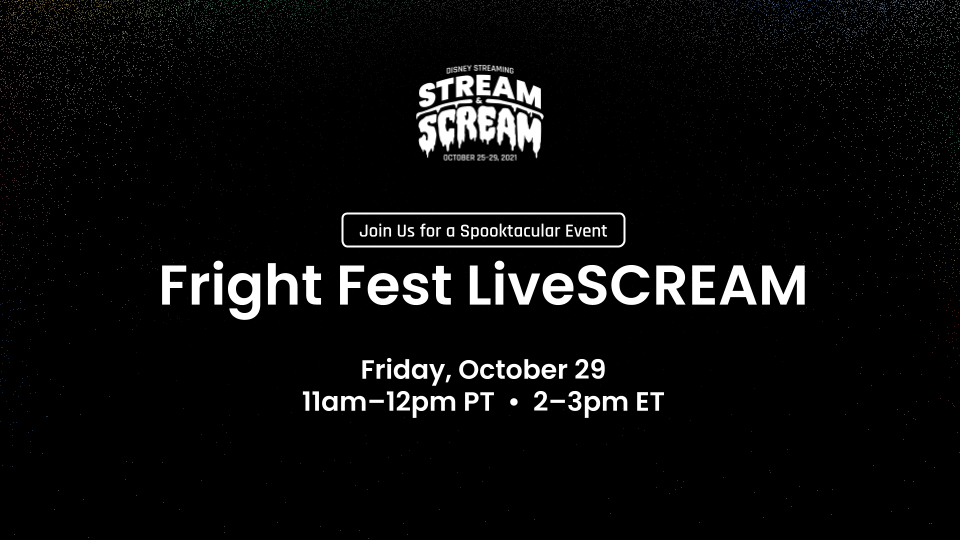 DISNEY STREAMING
STREAM
&
SCREAM
OCTOBER 25-29, 2021
Join Us for a Spooktacular Event
Fright Fest LiveSCREAM
Friday, October 29
11am–12pm PT • 2–3pm ET